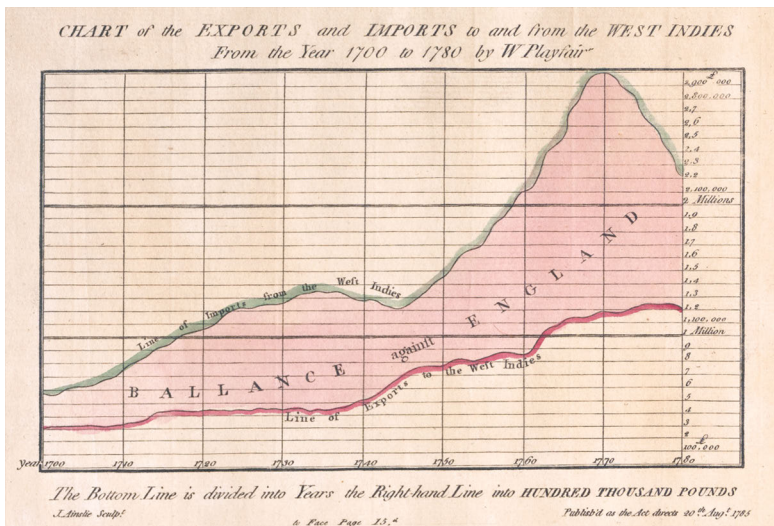 CHART of the EXPORTS and IMPORTS to and from the WEST INDIES
From the Year 1700 to 1780 by W Playfair
2,900 000
2.800.000
2.7
2,6
2,5
2.4
2.3
2.2
2.100.000
2 Millions
1.9
1.8
1.7
1.6
1.5
1.4
1.3
1.2
1,100.000
1 Million
9
8
7
6
5
4
3
2
£
100.000
Line of Imports from the West Indies
BALLANCE against ENGLAND
Line of Exports to the West Indies
Year 1700 1710 1720 1730 1740 1750 1760 1770 1780
The Bottom Line is divided into Years the Right-hand Line into HUNDRED THOUSAND POUNDS
J.Ainslie Sculpt.
Publish'd as the Act directs 20th Augt. 1785
to Face Page 15.